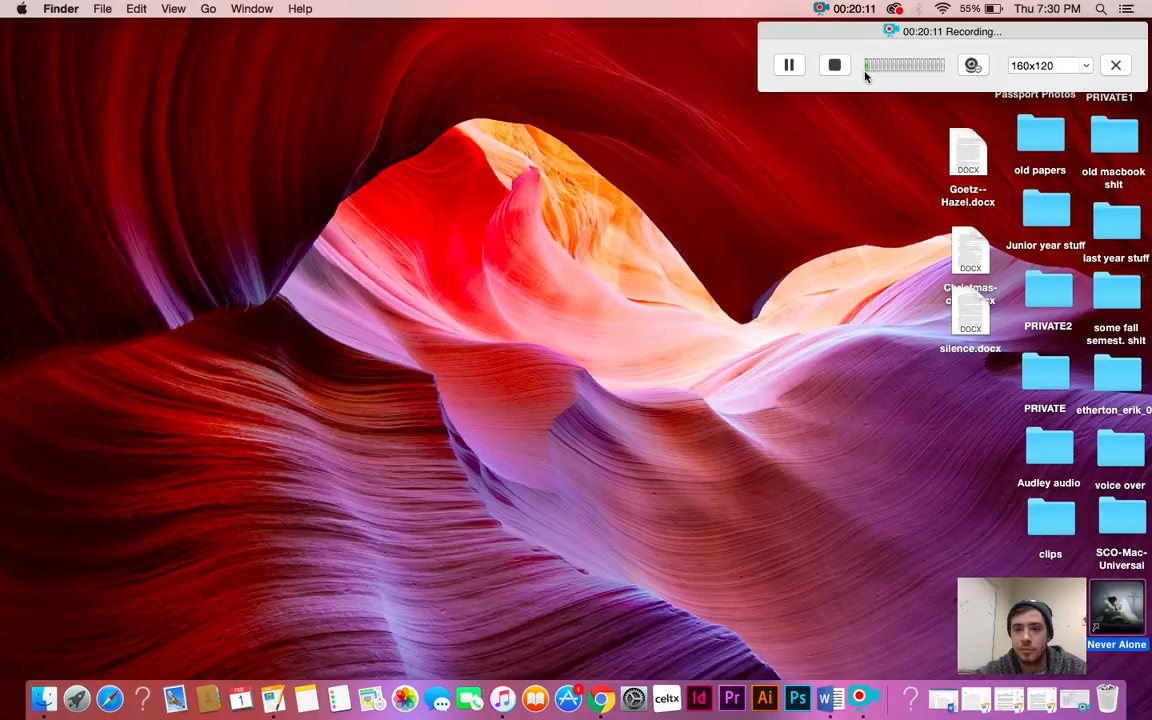 Finder File Edit View Go Window Help 00:20:11 55% Thu 7:30 PM
00:20:11 Recording...
160x120
Passport Photos
PRIVATE1
DOCX
Goetz--
Hazel.docx
old papers
old macbook
shit
DOCX
Junior year stuff
last year stuff
DOCX
silence.docx
PRIVATE2
some fall
semest. shit
PRIVATE
etherton_erik_0
Audley audio
voice over
clips
SCO-Mac-
Universal
Never Alone
1
celtx Id Pr Ai Ps W